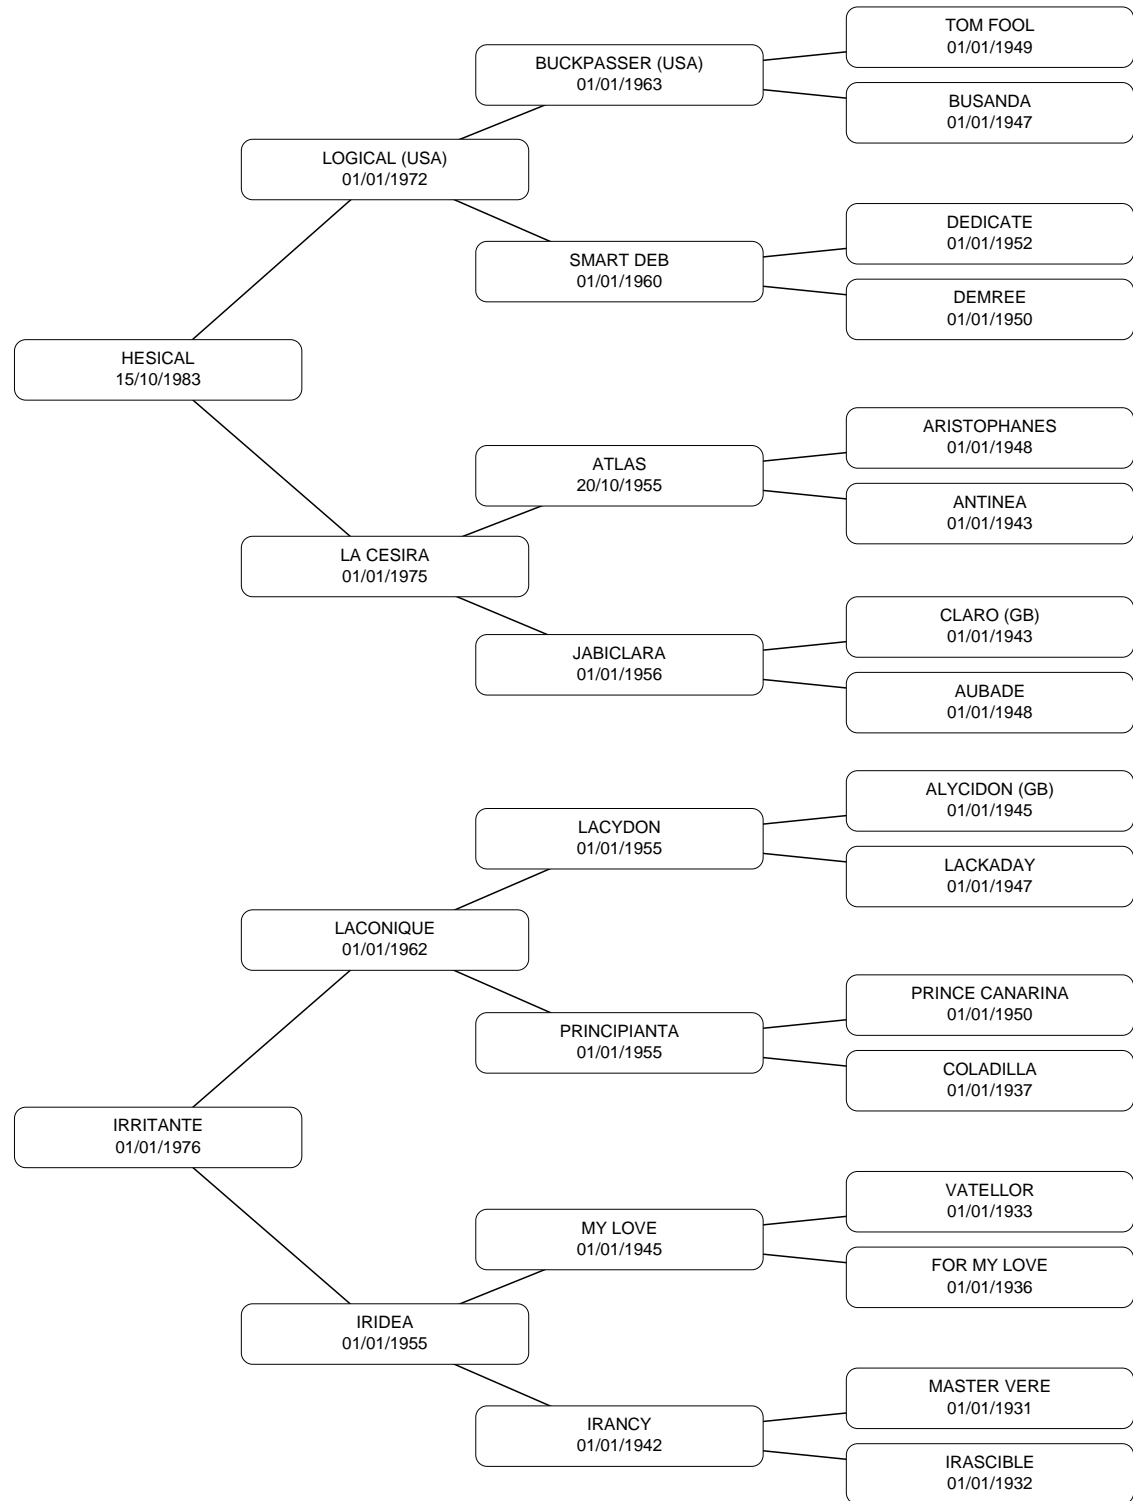 TOM FOOL
01/01/1949
BUCKPASSER (USA)
01/01/1963
BUSANDA
01/01/1947
LOGICAL (USA)
01/01/1972
DEDICATE
01/01/1952
SMART DEB
01/01/1960
DEMREE
01/01/1950
HESICAL
15/10/1983
ARISTOPHANES
01/01/1948
ATLAS
20/10/1955
ANTINEA
01/01/1943
LA CESIRA
01/01/1975
CLARO (GB)
01/01/1943
JABICLARA
01/01/1956
AUBADE
01/01/1948
ALYCIDON (GB)
01/01/1945
LACYDON
01/01/1955
LACKADAY
01/01/1947
LACONIQUE
01/01/1962
PRINCE CANARINA
01/01/1950
PRINCIPIANTA
01/01/1955
COLADILLA
01/01/1937
IRRITANTE
01/01/1976
VATELLOR
01/01/1933
MY LOVE
01/01/1945
FOR MY LOVE
01/01/1936
IRIDEA
01/01/1955
MASTER VERE
01/01/1931
IRANCY
01/01/1942
IRASCIBLE
01/01/1932